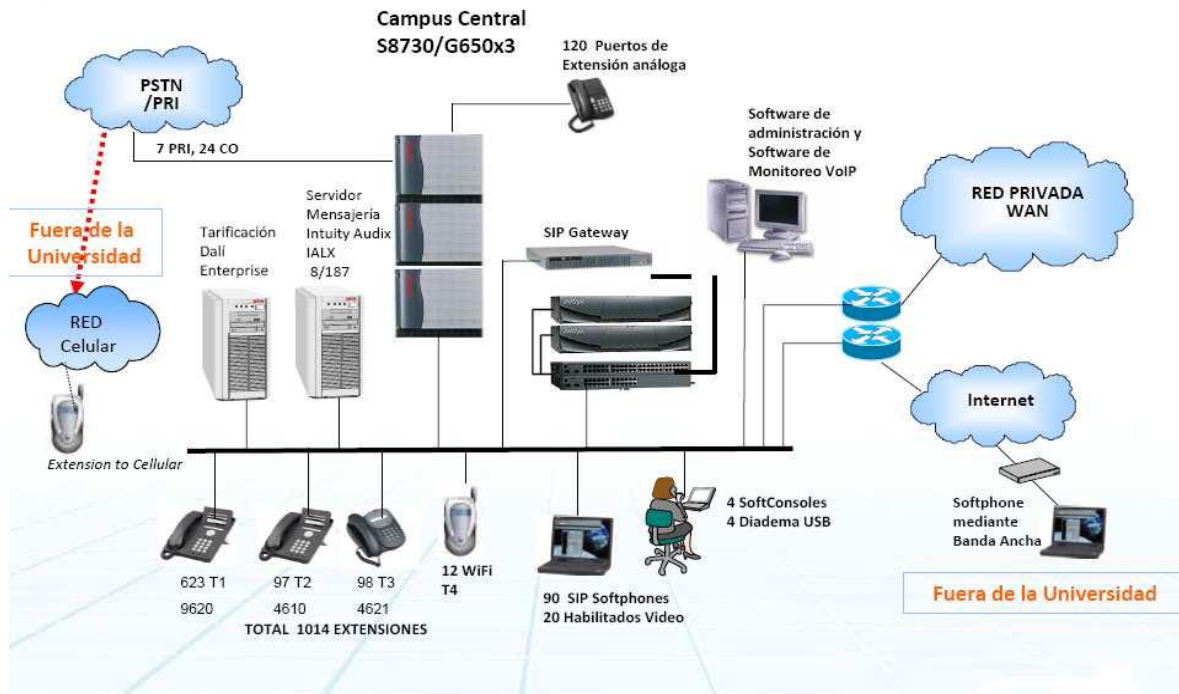 Campus Central
S8730/G650x3
120 Puertos de
Extensión análoga
PSTN
/PRI
7 PRI, 24 CO
Software de
administración y
Software de
Monitoreo VoIP
RED PRIVADA
WAN
Fuera de la
Universidad
Tarificación
Dalí
Enterprise
Servidor
Mensajería
Intuity Audix
IALX
8/187
SIP Gateway
RED
Celular
Internet
Extension to Cellular
623 T1
9620
97 T2
4610
98 T3
4621
12 WiFi
T4
90 SIP Softphones
20 Habilitados Video
4 SoftConsoles
4 Diadema USB
Softphone
mediante
Banda Ancha
TOTAL 1014 EXTENSIONES
Fuera de la Universidad